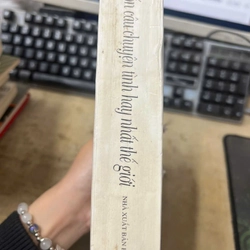 câu chuyện tình hay nhất thế giới
NHÀ XUẤT BẢN